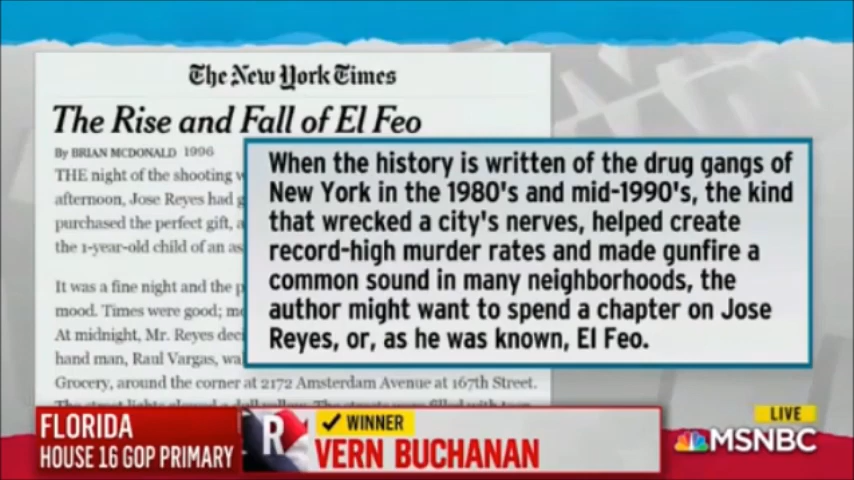 The New York Times
The Rise and Fall of El Feo
By BRIAN MCDONALD 1996
THE night of the shooting
afternoon, Jose Reyes had
purchased the perfect gift,
the 1-year-old child of an
It was a fine night and the
mood. Times were good;
At midnight, Mr. Reyes
hand man, Raul Vargas,
Grocery, around the corner at 2172 Amsterdam Avenue at 167th Street.
When the history is written of the drug gangs of
New York in the 1980's and mid-1990's, the kind
that wrecked a city's nerves, helped create
record-high murder rates and made gunfire a
common sound in many neighborhoods, the
author might want to spend a chapter on Jose
Reyes, or, as he was known, El Feo.
FLORIDA
HOUSE 16 GOP PRIMARY
R
✓ WINNER
VERN BUCHANAN
LIVE
MSNBC